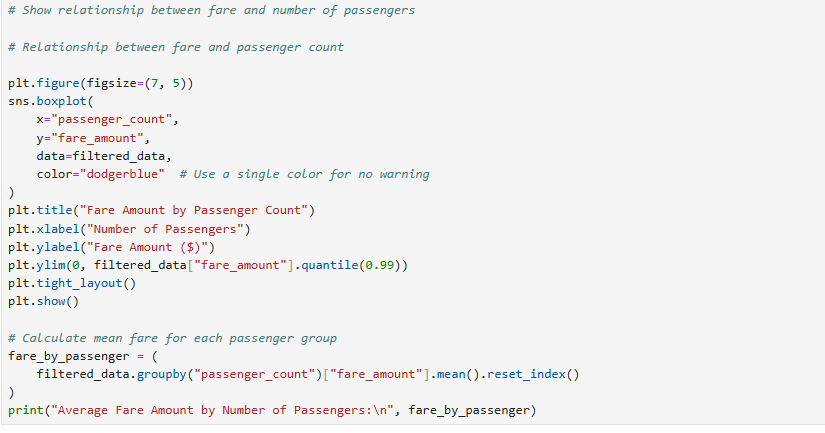 # Show relationship between fare and number of passengers
# Relationship between fare and passenger count
plt.figure(figsize=(7, 5))
sns.boxplot(
    x="passenger_count",
    y="fare_amount",
    data=filtered_data,
    color="dodgerblue"  # Use a single color for no warning
)
plt.title("Fare Amount by Passenger Count")
plt.xlabel("Number of Passengers")
plt.ylabel("Fare Amount ($)")
plt.ylim(0, filtered_data["fare_amount"].quantile(0.99))
plt.tight_layout()
plt.show()
# Calculate mean fare for each passenger group
fare_by_passenger = (
    filtered_data.groupby("passenger_count")["fare_amount"].mean().reset_index()
)
print("Average Fare Amount by Number of Passengers:\n", fare_by_passenger)